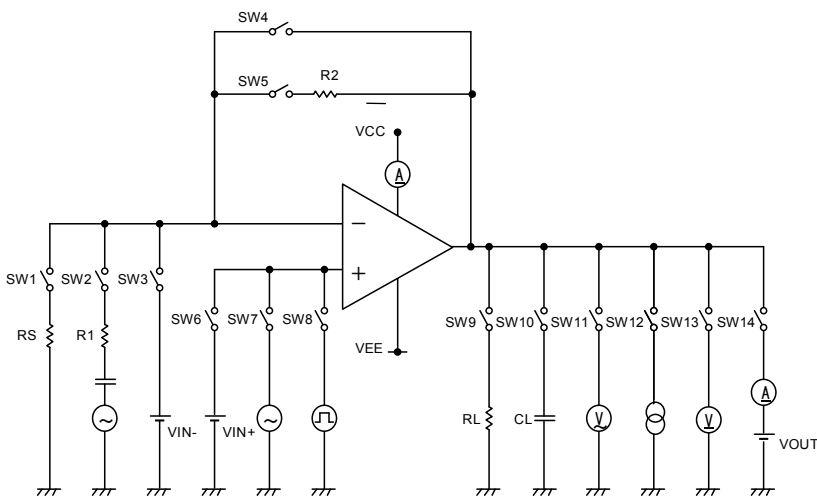 SW4
SW5
R2
VCC
A
−
+
SW1
SW2
SW3
SW6
SW7
SW8
SW9
SW10
SW11
SW12
SW13
SW14
RS
R1
VEE
VIN-
VIN+
RL
CL
V
V
A
VOUT